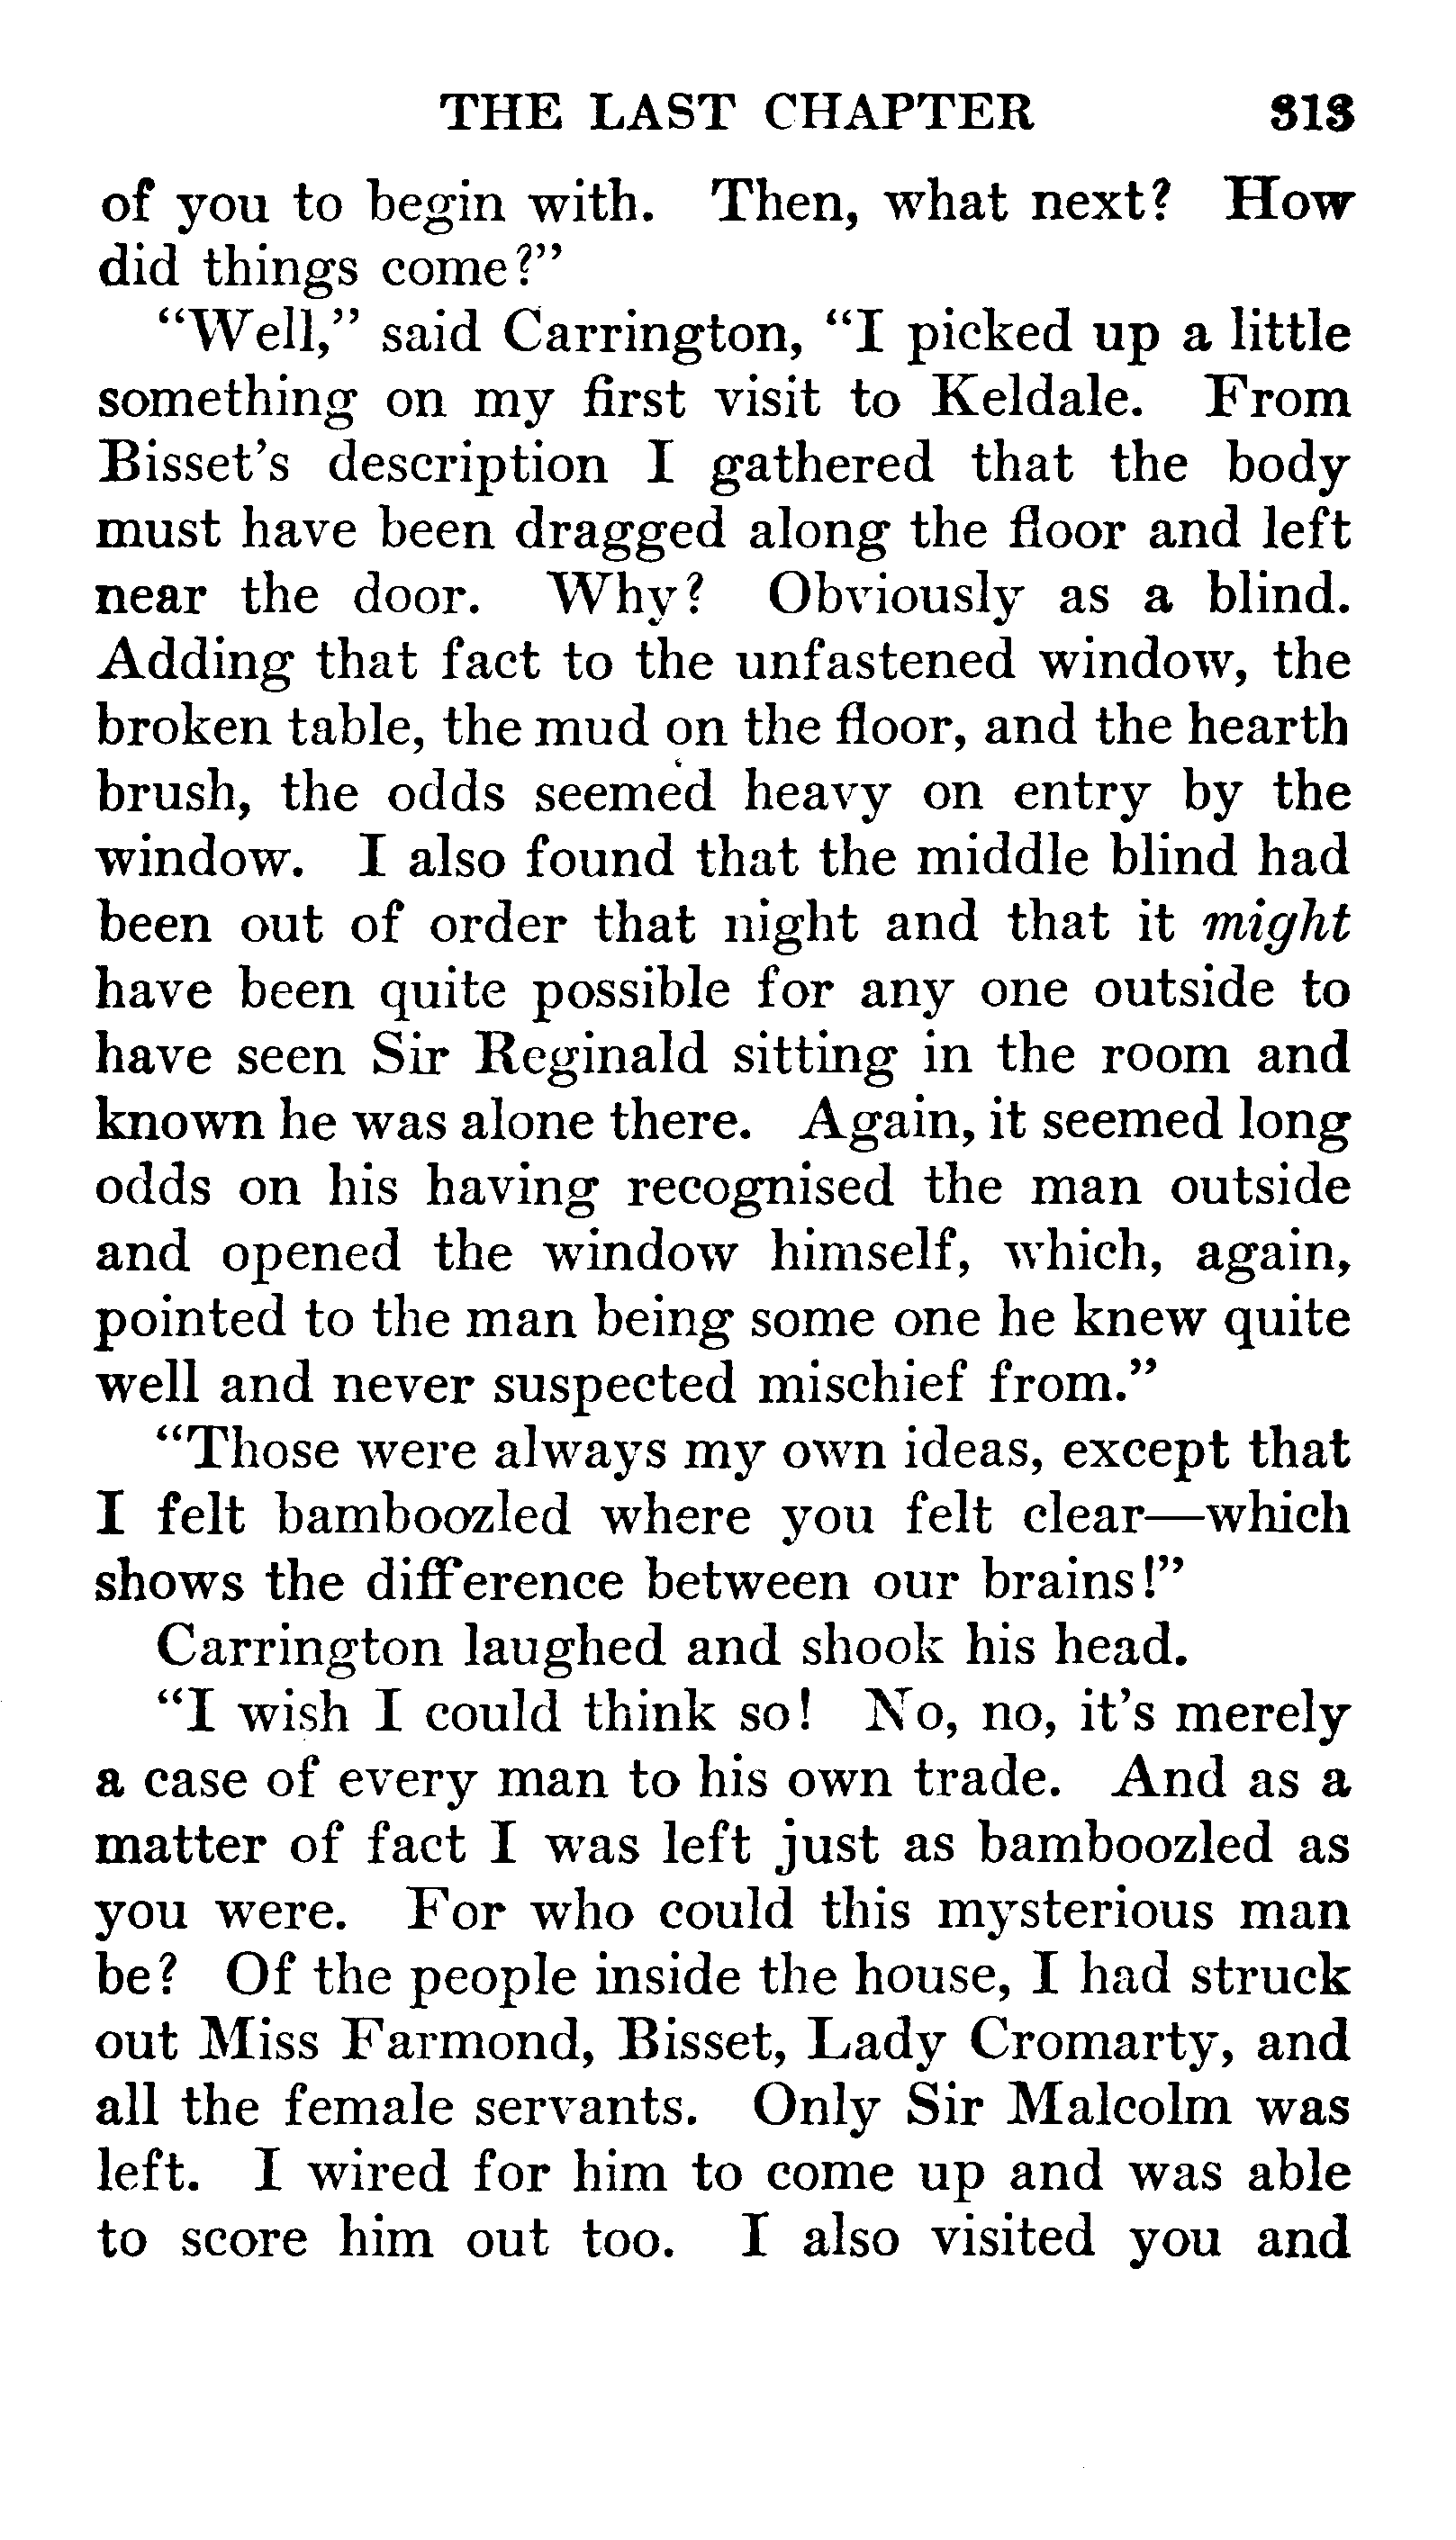 THE LAST CHAPTER 313
of you to begin with. Then, what next? How
did things come?"
"Well," said Carrington, "I picked up a little
something on my first visit to Keldale. From
Bisset's description I gathered that the body
must have been dragged along the floor and left
near the door. Why? Obviously as a blind.
Adding that fact to the unfastened window, the
broken table, the mud on the floor, and the hearth
brush, the odds seemed heavy on entry by the
window. I also found that the middle blind had
been out of order that night and that it might
have been quite possible for any one outside to
have seen Sir Reginald sitting in the room and
known he was alone there. Again, it seemed long
odds on his having recognised the man outside
and opened the window himself, which, again,
pointed to the man being some one he knew quite
well and never suspected mischief from."
"Those were always my own ideas, except that
I felt bamboozled where you felt clear—which
shows the difference between our brains!"
Carrington laughed and shook his head.
"I wish I could think so! No, no, it's merely
a case of every man to his own trade. And as a
matter of fact I was left just as bamboozled as
you were. For who could this mysterious man
be? Of the people inside the house, I had struck
out Miss Farmond, Bisset, Lady Cromarty, and
all the female servants. Only Sir Malcolm was
left. I wired for him to come up and was able
to score him out too. I also visited you and